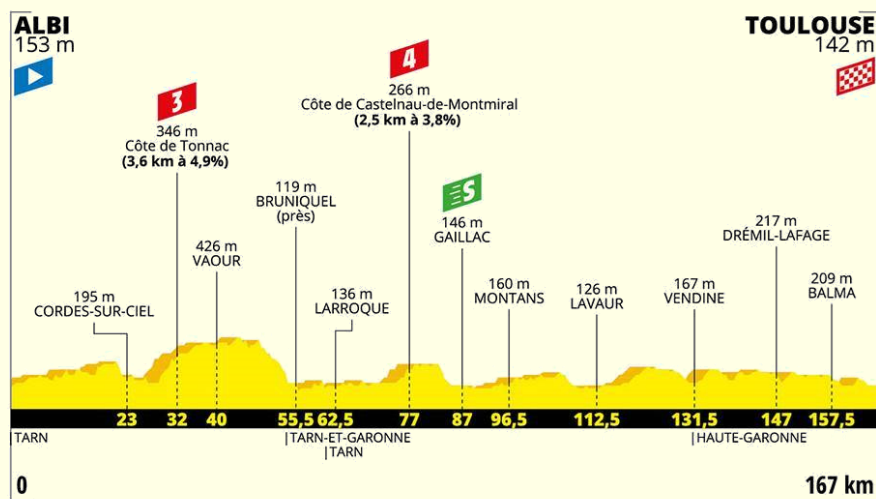 ALBI
153 m
TOULOUSE
142 m
3
346 m
Côte de Tonnac
(3,6 km à 4,9%)
4
266 m
Côte de Castelnau-de-Montmiral
(2,5 km à 3,8%)
119 m
BRUNIQUEL
(près)
S
146 m
GAILLAC
426 m
VAOUR
217 m
DRÉMIL-LAFAGE
195 m
CORDES-SUR-CIEL
136 m
LARROQUE
160 m
MONTANS
126 m
LAVAUR
167 m
VENDINE
209 m
BALMA
23 32 40 55,5 62,5 77 87 96,5 112,5 131,5 147 157,5
|TARN |TARN-ET-GARONNE |HAUTE-GARONNE
|TARN
0 167 km